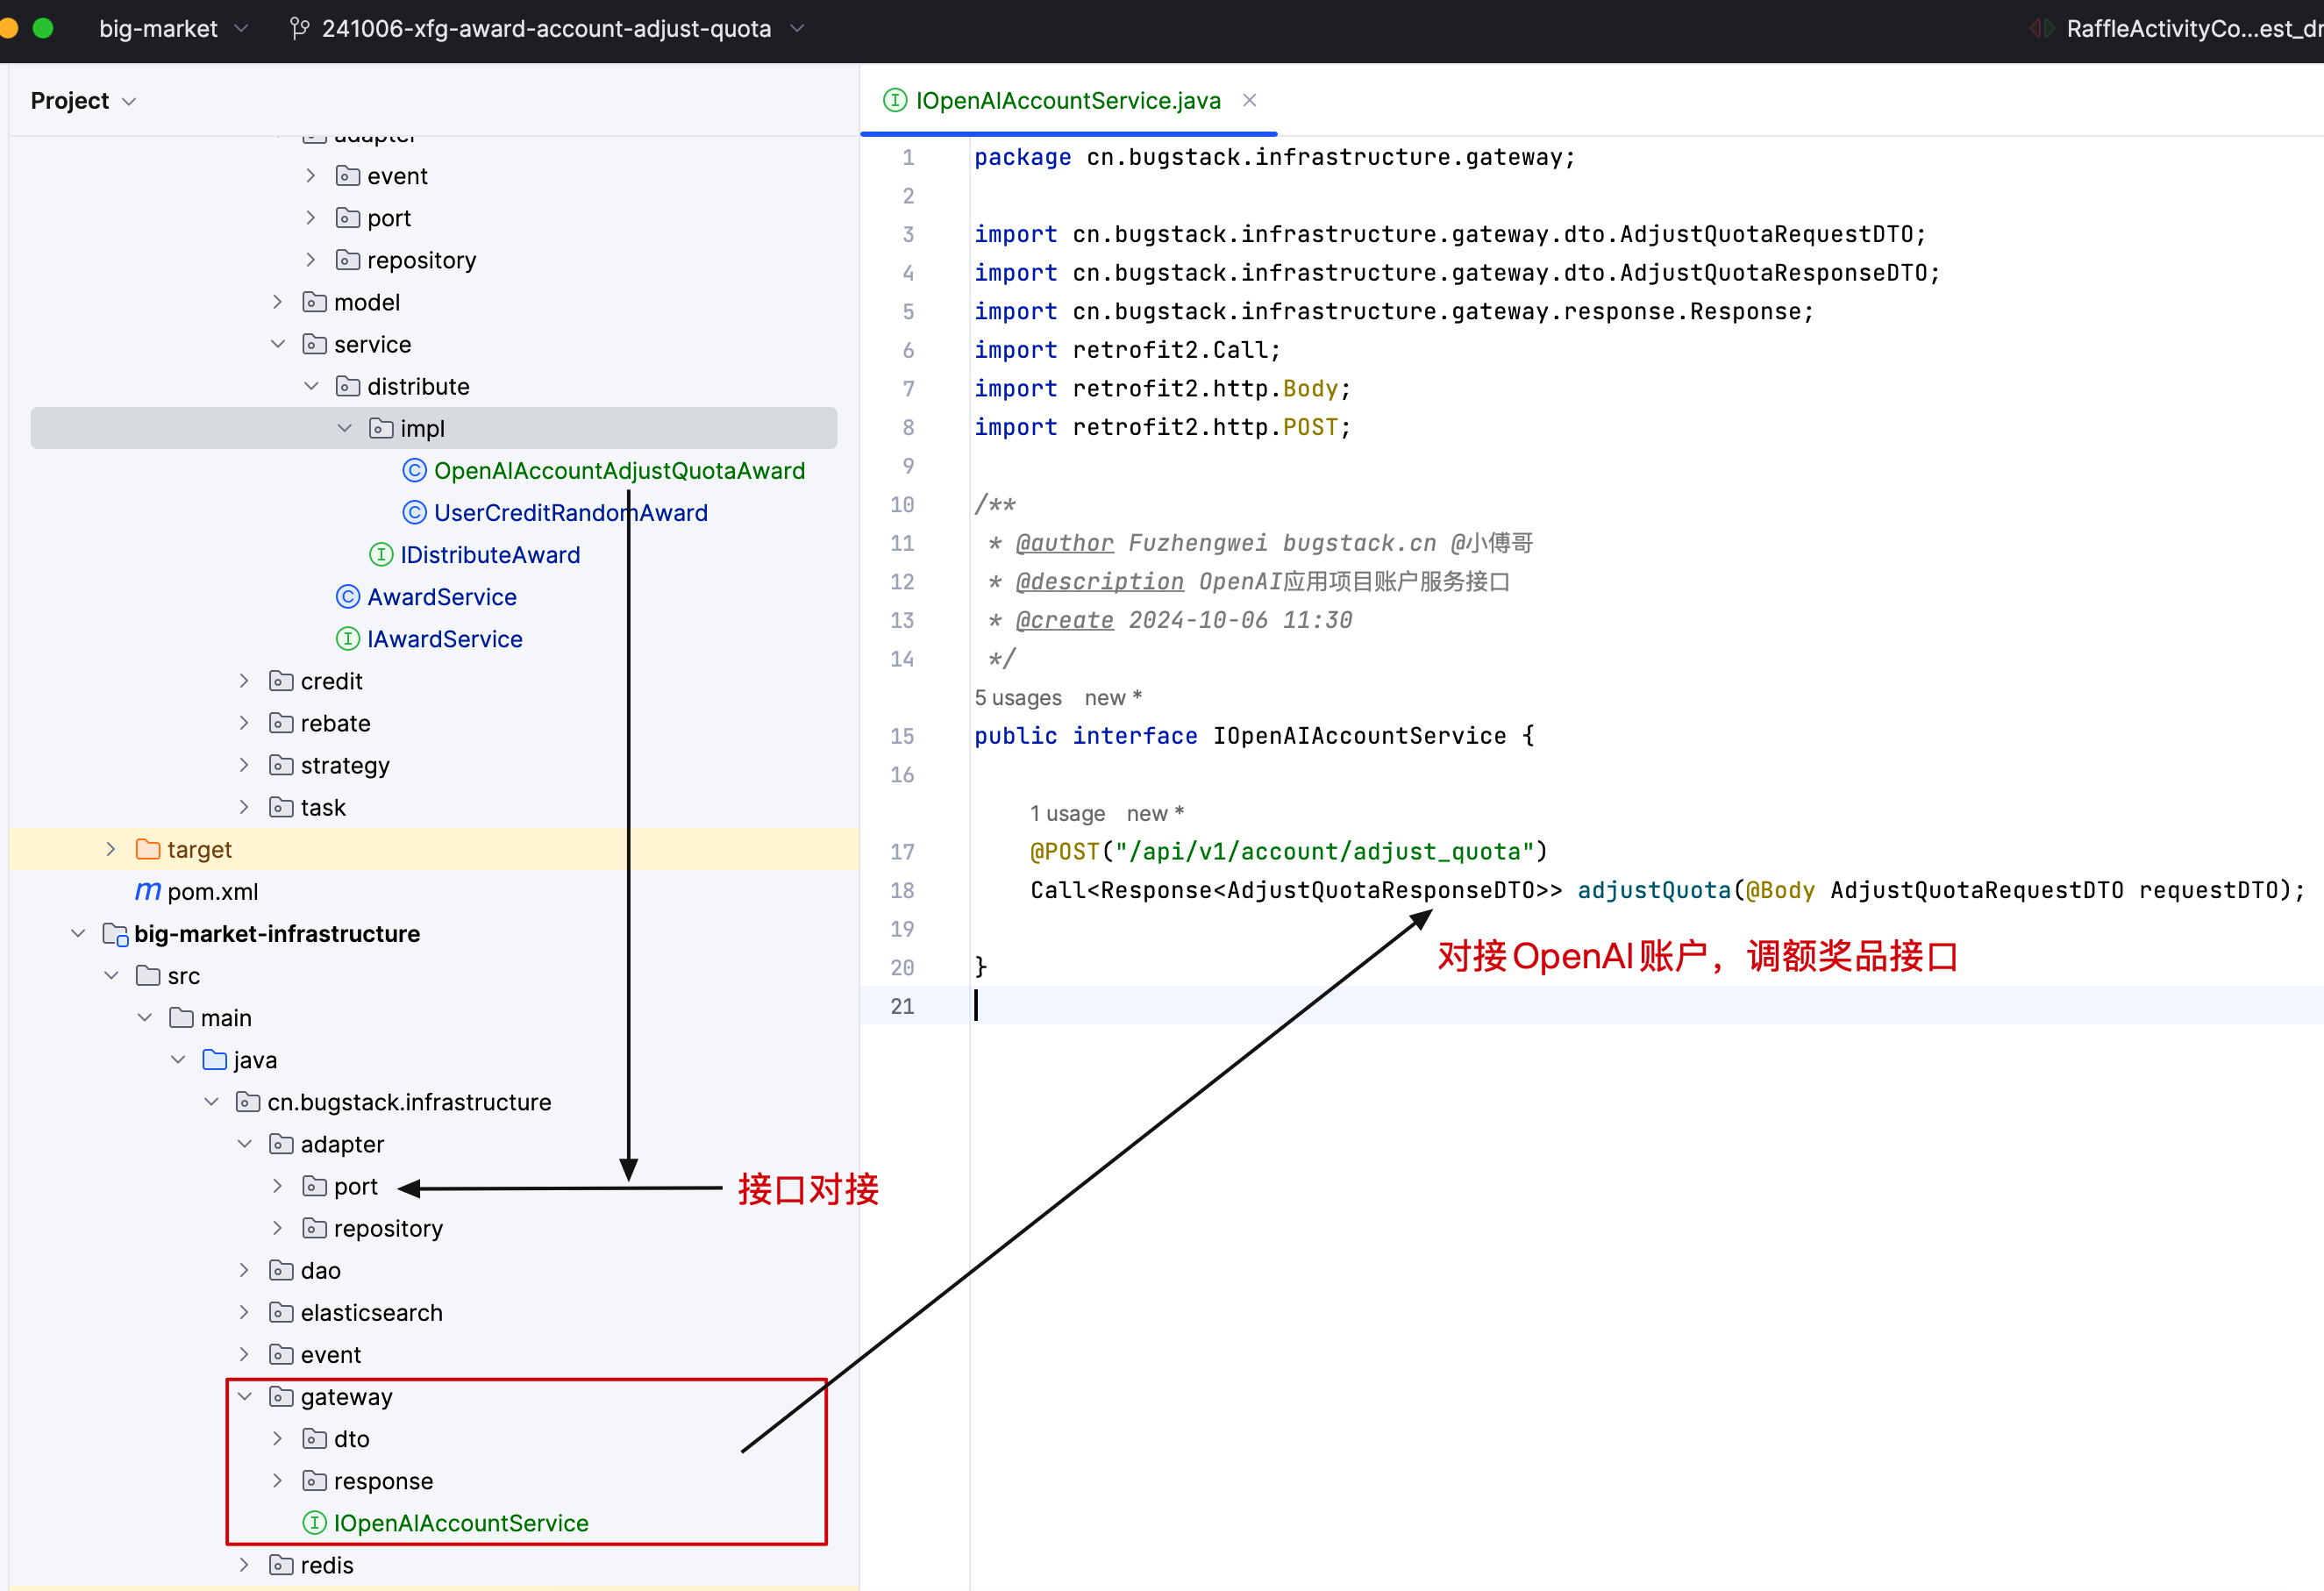 big-market
241006-xfg-award-account-adjust-quota
RaffleActivityCo...est_dr
Project
adapter
event
port
repository
model
service
distribute
impl
OpenAIAccountAdjustQuotaAward
UserCreditRandomAward
IDistributeAward
AwardService
IAwardService
credit
rebate
strategy
task
target
pom.xml
big-market-infrastructure
src
main
java
cn.bugstack.infrastructure
adapter
port
接口对接
repository
dao
elasticsearch
event
gateway
dto
response
IOpenAIAccountService
redis
IOpenAIAccountService.java
1 package cn.bugstack.infrastructure.gateway;
2
3 import cn.bugstack.infrastructure.gateway.dto.AdjustQuotaRequestDTO;
4 import cn.bugstack.infrastructure.gateway.dto.AdjustQuotaResponseDTO;
5 import cn.bugstack.infrastructure.gateway.response.Response;
6 import retrofit2.Call;
7 import retrofit2.http.Body;
8 import retrofit2.http.POST;
9
10 /**
11 * @author Fuzhengwei bugstack.cn @小傅哥
12 * @description OpenAI应用项目账户服务接口
13 * @create 2024-10-06 11:30
14 */
5 usages new *
15 public interface IOpenAIAccountService {
16
1 usage new *
17 @POST("/api/v1/account/adjust_quota")
18 Call<Response<AdjustQuotaResponseDTO>> adjustQuota(@Body AdjustQuotaRequestDTO requestDTO);
19
对接OpenAI账户，调额奖品接口
20 }
21